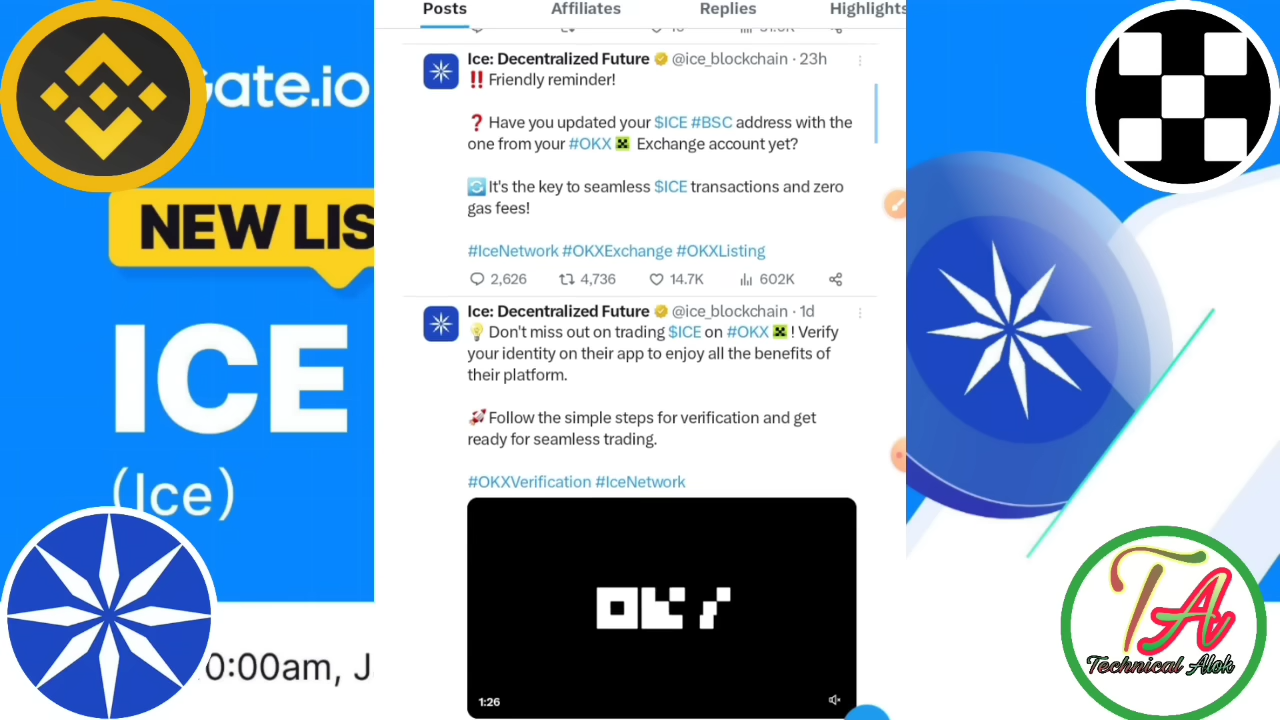 Posts Affiliates Replies Highlights
Gate.io
NEW LIS
ICE
(Ice)
0:00am, J
Ice: Decentralized Future @ice_blockchain · 23h
‼️ Friendly reminder!
❓ Have you updated your $ICE #BSC address with the
one from your #OKX Exchange account yet?
🔄 It's the key to seamless $ICE transactions and zero
gas fees!
#IceNetwork #OKXExchange #OKXListing
2,626 4,736 14.7K 602K
Ice: Decentralized Future @ice_blockchain · 1d
💡 Don't miss out on trading $ICE on #OKX ! Verify
your identity on their app to enjoy all the benefits of
their platform.
🚀 Follow the simple steps for verification and get
ready for seamless trading.
#OKXVerification #IceNetwork
1:26
TA
Technical Alok